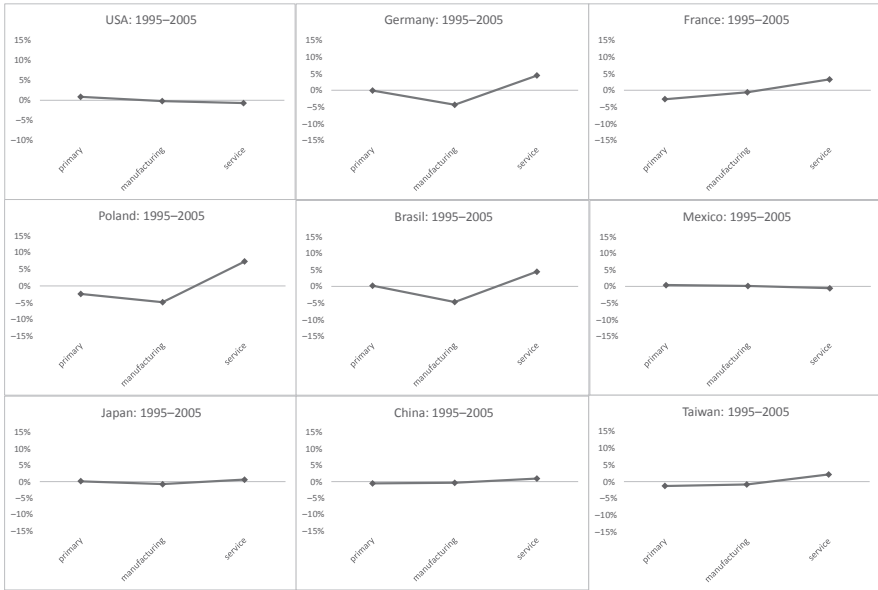 USA: 1995–2005
15%
10%
5%
0%
–5%
–10%
primary
manufacturing
service
Germany: 1995–2005
15%
10%
5%
0%
–5%
–10%
–15%
primary
manufacturing
service
France: 1995–2005
15%
10%
5%
0%
–5%
–10%
–15%
primary
manufacturing
service
Poland: 1995–2005
15%
10%
5%
0%
–5%
–10%
–15%
primary
manufacturing
service
Brasil: 1995–2005
15%
10%
5%
0%
–5%
–10%
–15%
primary
manufacturing
service
Mexico: 1995–2005
15%
10%
5%
0%
–5%
–10%
–15%
primary
manufacturing
service
Japan: 1995–2005
15%
10%
5%
0%
–5%
–10%
–15%
primary
manufacturing
service
China: 1995–2005
15%
10%
5%
0%
–5%
–10%
–15%
primary
manufacturing
service
Taiwan: 1995–2005
15%
10%
5%
0%
–5%
–10%
–15%
primary
manufacturing
service